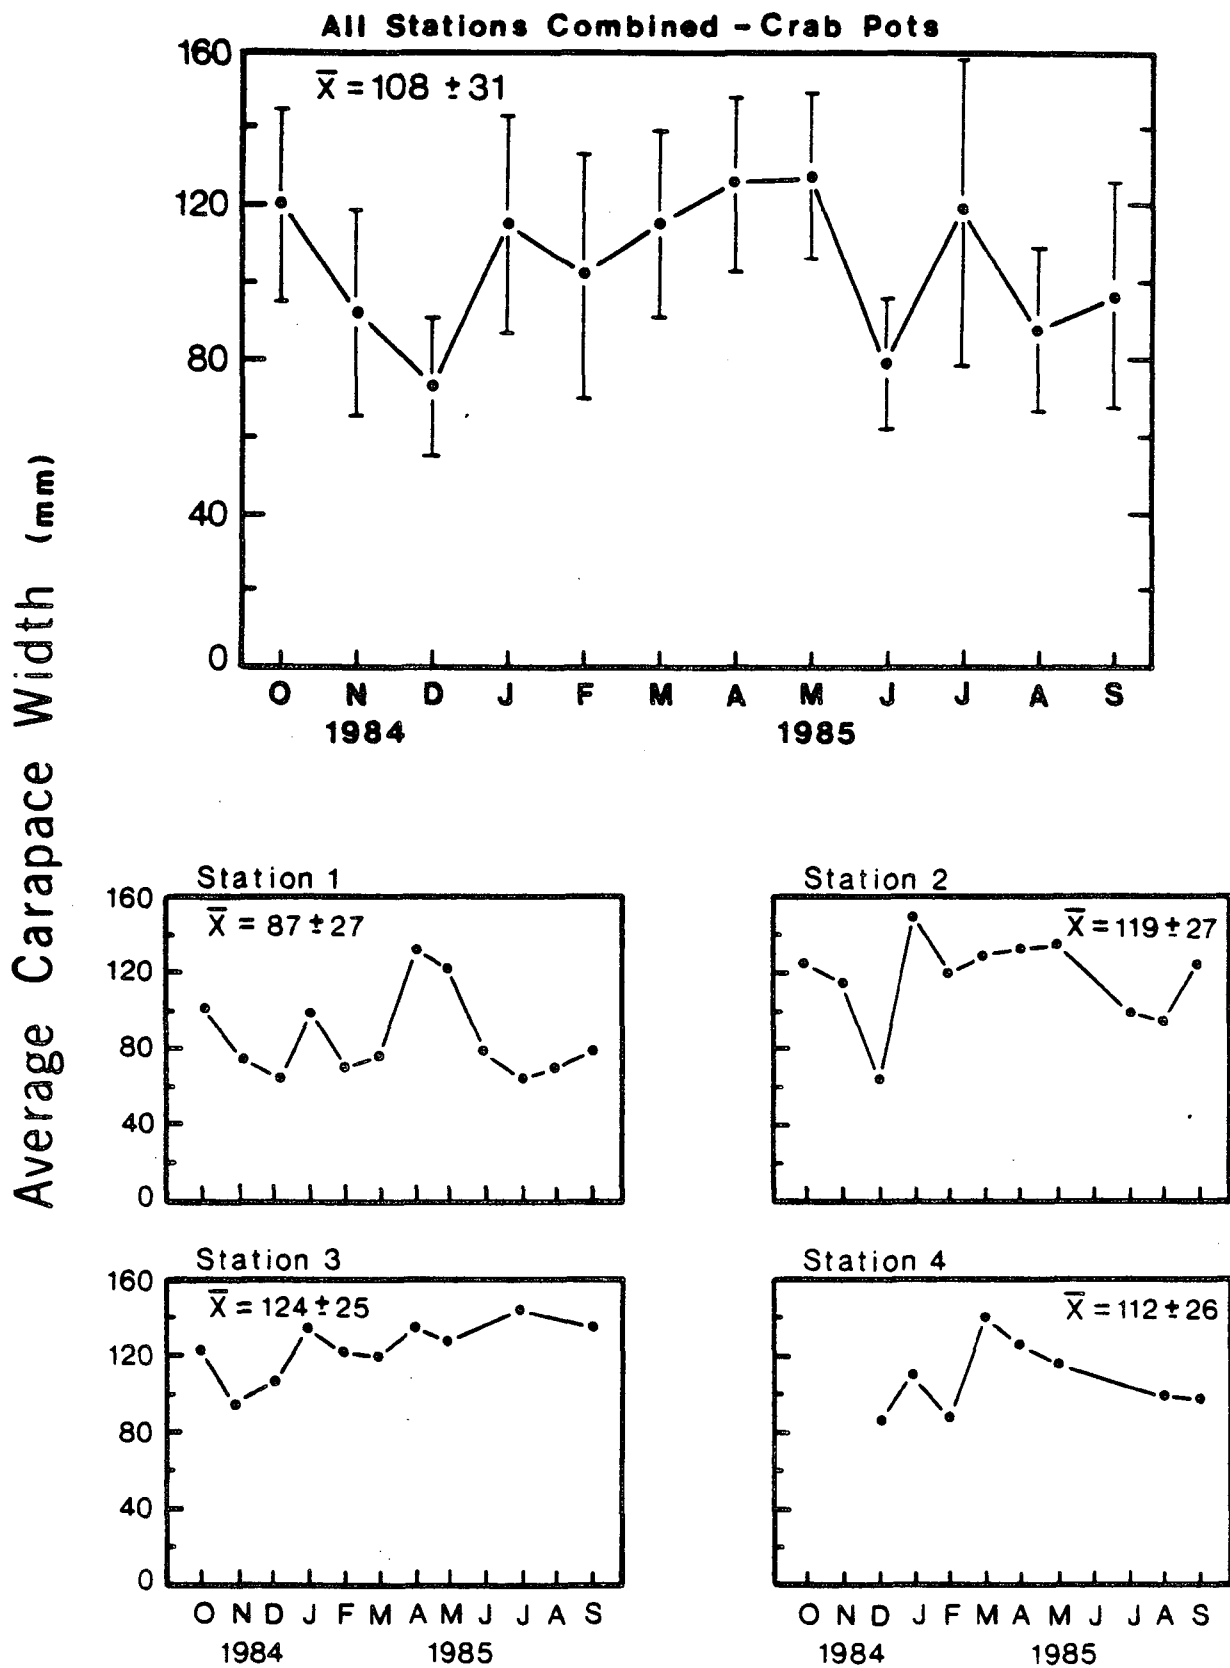 All Stations Combined - Crab Pots
160
X̄ = 108 ± 31
120
80
40
0
O N D J F M A M J J A S
1984 1985
Average Carapace Width (mm)
Station 1
160
X̄ = 87 ± 27
120
80
40
0
Station 2
X̄ = 119 ± 27
Station 3
160
X̄ = 124 ± 25
120
80
40
0
O N D J F M A M J J A S
1984 1985
Station 4
X̄ = 112 ± 26
O N D J F M A M J J A S
1984 1985